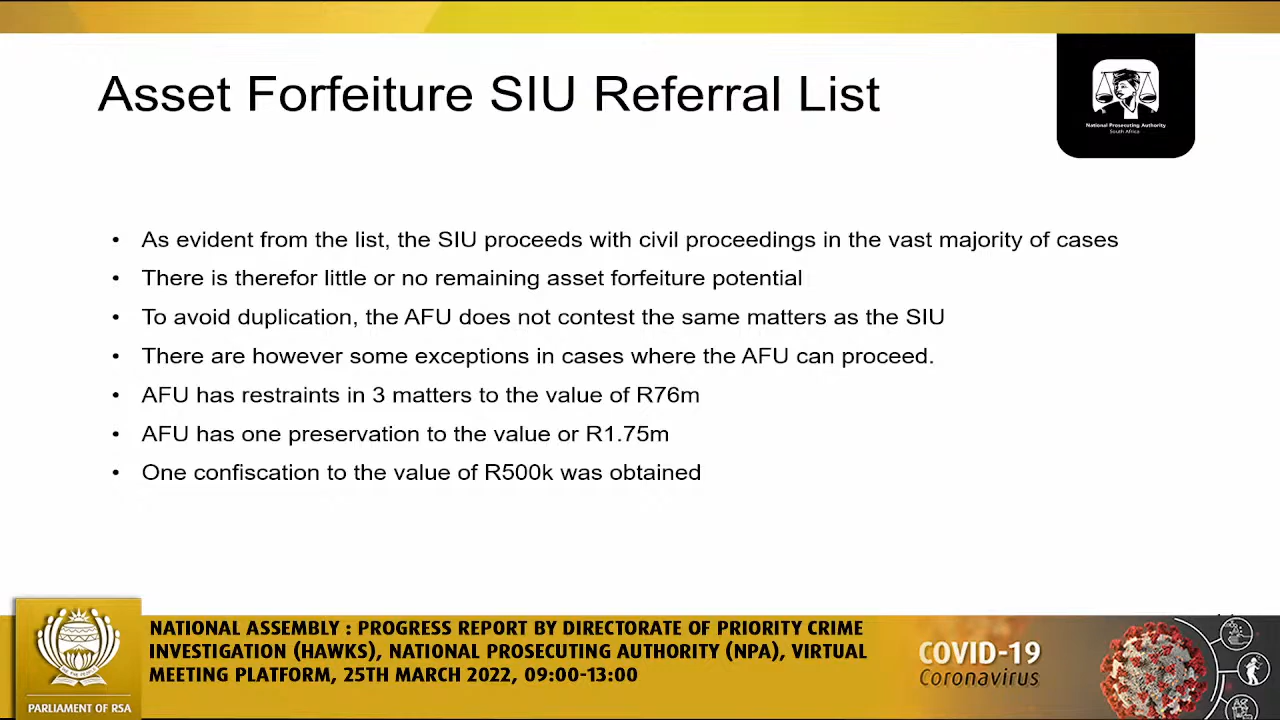 Asset Forfeiture SIU Referral List
National Prosecuting Authority
South Africa
• As evident from the list, the SIU proceeds with civil proceedings in the vast majority of cases
• There is therefor little or no remaining asset forfeiture potential
• To avoid duplication, the AFU does not contest the same matters as the SIU
• There are however some exceptions in cases where the AFU can proceed.
• AFU has restraints in 3 matters to the value of R76m
• AFU has one preservation to the value or R1.75m
• One confiscation to the value of R500k was obtained
NATIONAL ASSEMBLY : PROGRESS REPORT BY DIRECTORATE OF PRIORITY CRIME
INVESTIGATION (HAWKS), NATIONAL PROSECUTING AUTHORITY (NPA), VIRTUAL
MEETING PLATFORM, 25TH MARCH 2022, 09:00-13:00
PARLIAMENT OF RSA
COVID-19
Coronavirus